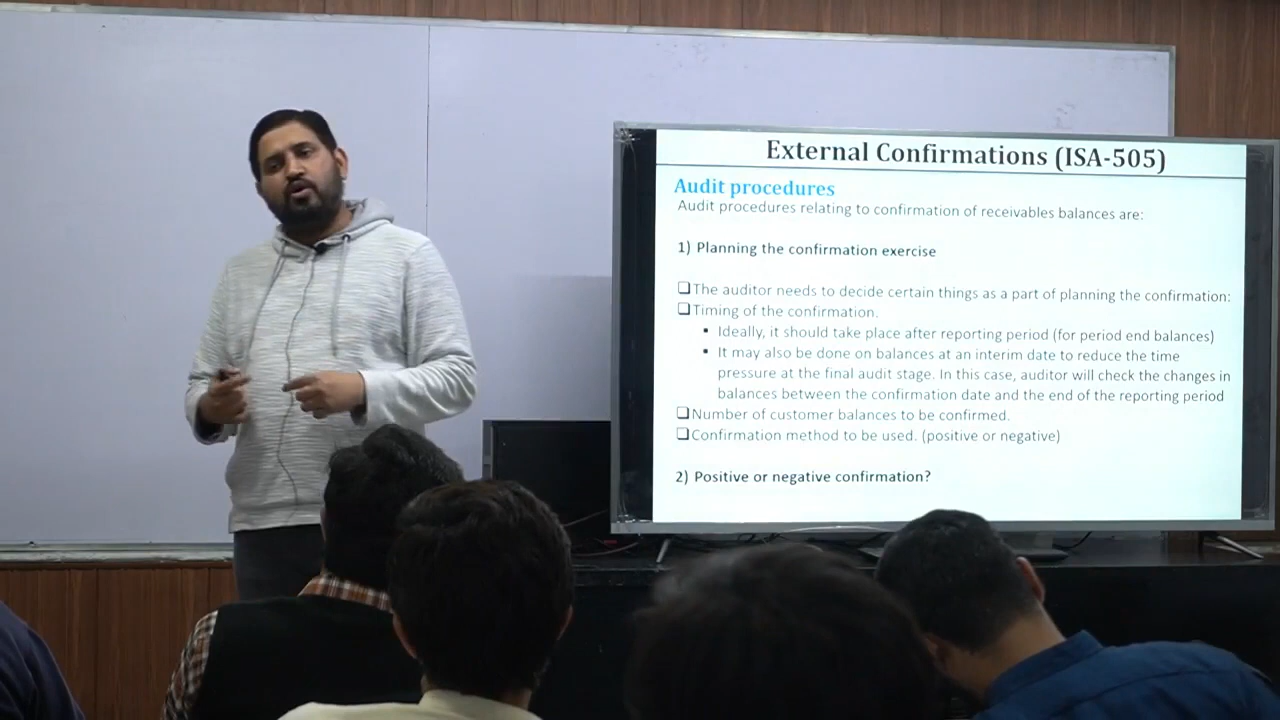 External Confirmations (ISA-505)
Audit procedures
Audit procedures relating to confirmation of receivables balances are:
1) Planning the confirmation exercise
❑The auditor needs to decide certain things as a part of planning the confirmation:
❑Timing of the confirmation.
▪ Ideally, it should take place after reporting period (for period end balances)
▪ It may also be done on balances at an interim date to reduce the time
pressure at the final audit stage. In this case, auditor will check the changes in
balances between the confirmation date and the end of the reporting period
❑Number of customer balances to be confirmed.
❑Confirmation method to be used. (positive or negative)
2) Positive or negative confirmation?